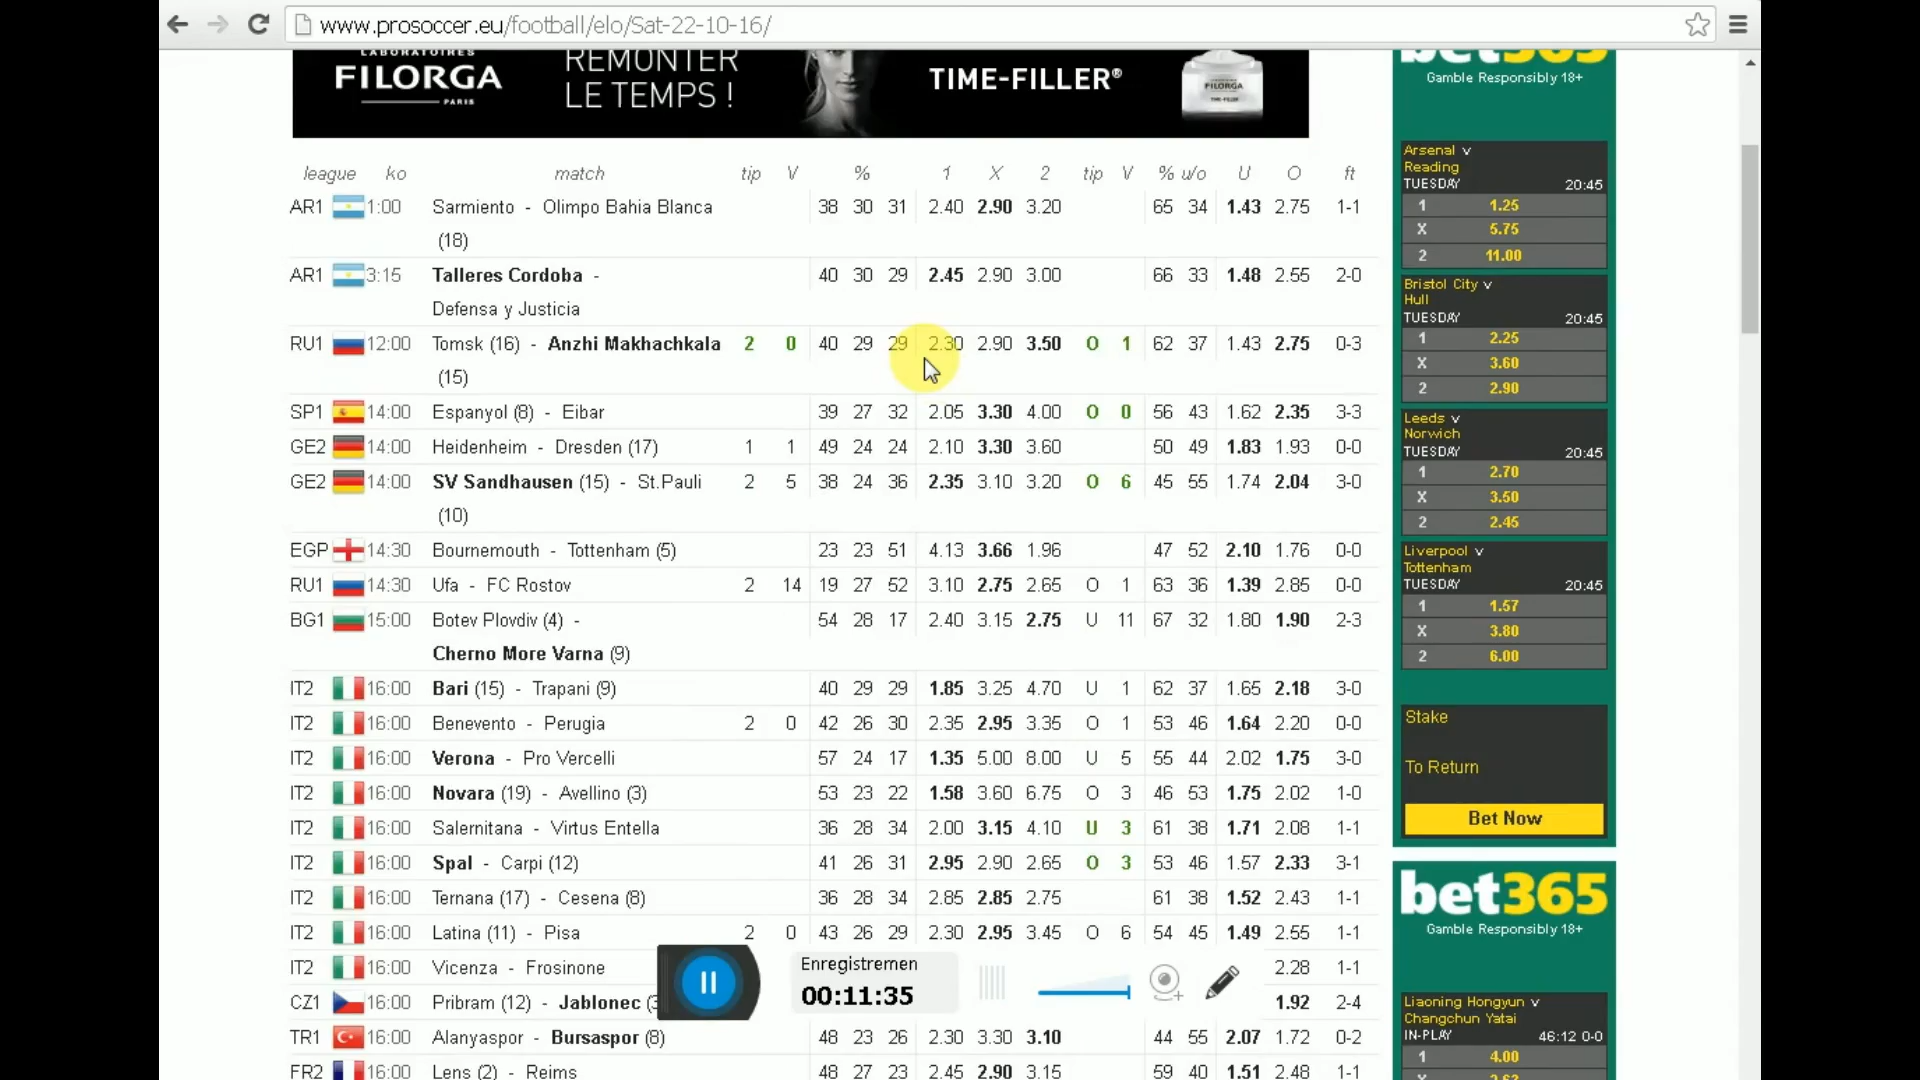 www.prosoccer.eu/football/elo/Sat-22-10-16/
LABORATOIRES
FILORGA
PARIS
REMONTER
LE TEMPS !
TIME-FILLER®
FILORGA
TIME-FILLER
league ko match tip V % 1 X 2 tip V % u/o U O ft
AR1 1:00 Sarmiento - Olimpo Bahia Blanca 38 30 31 2.40 2.90 3.20 65 34 1.43 2.75 1-1
(18)
AR1 3:15 Talleres Cordoba - 40 30 29 2.45 2.90 3.00 66 33 1.48 2.55 2-0
Defensa y Justicia
RU1 12:00 Tomsk (16) - Anzhi Makhachkala 2 0 40 29 29 2.30 2.90 3.50 O 1 62 37 1.43 2.75 0-3
(15)
SP1 14:00 Espanyol (8) - Eibar 39 27 32 2.05 3.30 4.00 O 0 56 43 1.62 2.35 3-3
GE2 14:00 Heidenheim - Dresden (17) 1 1 49 24 24 2.10 3.30 3.60 50 49 1.83 1.93 0-0
GE2 14:00 SV Sandhausen (15) - St.Pauli 2 5 38 24 36 2.35 3.10 3.20 O 6 45 55 1.74 2.04 3-0
(10)
EGP 14:30 Bournemouth - Tottenham (5) 23 23 51 4.13 3.66 1.96 47 52 2.10 1.76 0-0
RU1 14:30 Ufa - FC Rostov 2 14 19 27 52 3.10 2.75 2.65 O 1 63 36 1.39 2.85 0-0
BG1 15:00 Botev Plovdiv (4) - 54 28 17 2.40 3.15 2.75 U 11 67 32 1.80 1.90 2-3
Cherno More Varna (9)
IT2 16:00 Bari (15) - Trapani (9) 40 29 29 1.85 3.25 4.70 U 1 62 37 1.65 2.18 3-0
IT2 16:00 Benevento - Perugia 2 0 42 26 30 2.35 2.95 3.35 O 1 53 46 1.64 2.20 0-0
IT2 16:00 Verona - Pro Vercelli 57 24 17 1.35 5.00 8.00 U 5 55 44 2.02 1.75 3-0
IT2 16:00 Novara (19) - Avellino (3) 53 23 22 1.58 3.60 6.75 O 3 46 53 1.75 2.02 1-0
IT2 16:00 Salernitana - Virtus Entella 36 28 34 2.00 3.15 4.10 U 3 61 38 1.71 2.08 1-1
IT2 16:00 Spal - Carpi (12) 41 26 31 2.95 2.90 2.65 O 3 53 46 1.57 2.33 3-1
IT2 16:00 Ternana (17) - Cesena (8) 36 28 34 2.85 2.85 2.75 61 38 1.52 2.43 1-1
IT2 16:00 Latina (11) - Pisa 2 0 43 26 29 2.30 2.95 3.45 O 6 54 45 1.49 2.55 1-1
IT2 16:00 Vicenza - Frosinone 2.28 1-1
CZ1 16:00 Pribram (12) - Jablonec 1.92 2-4
TR1 16:00 Alanyaspor - Bursaspor (8) 48 23 26 2.30 3.30 3.10 44 55 2.07 1.72 0-2
FR2 16:00 Lens (2) - Reims 48 27 23 2.45 2.90 3.15 59 40 1.51 2.48 1-1
Enregistremen
00:11:35
bet365
Gamble Responsibly 18+
Arsenal v
Reading
TUESDAY 20:45
1 1.25
X 5.75
2 11.00
Bristol City v
Hull
TUESDAY 20:45
1 2.25
X 3.60
2 2.90
Leeds v
Norwich
TUESDAY 20:45
1 2.70
X 3.50
2 2.45
Liverpool v
Tottenham
TUESDAY 20:45
1 1.57
X 3.80
2 6.00
Stake
To Return
Bet Now
bet365
Gamble Responsibly 18+
Liaoning Hongyun v
Changchun Yatai
IN-PLAY 46:12 0-0
1 4.00